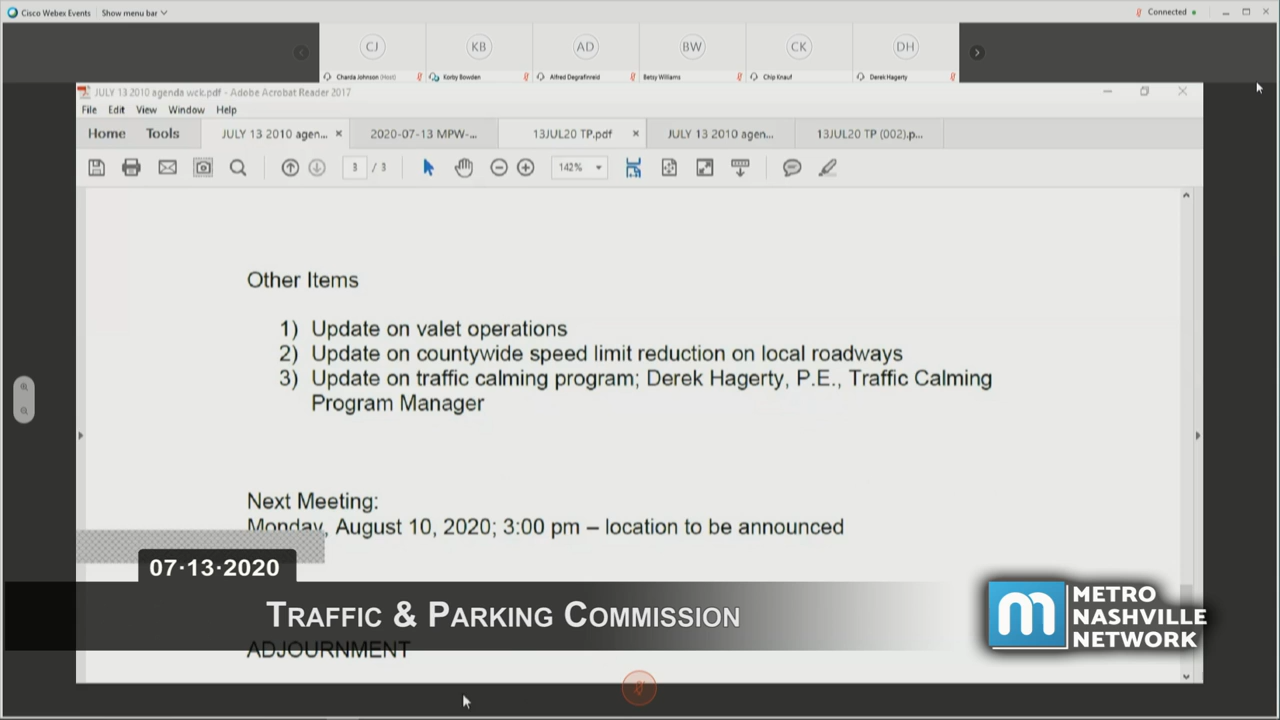 Cisco Webex Events Show menu bar Connected
CJ KB AD BW CK DH
Charda Johnson (Host) Korby Bowden Alfred Degrafinreid Betsy Williams Chip Knauf Derek Hagerty
JULY 13 2010 agenda wck.pdf - Adobe Acrobat Reader 2017
File Edit View Window Help
Home Tools JULY 13 2010 agen... × 2020-07-13 MPW-... 13JUL20 TP.pdf × JULY 13 2010 agen... 13JUL20 TP (002).p...
3 / 3 142%
Other Items
1) Update on valet operations
2) Update on countywide speed limit reduction on local roadways
3) Update on traffic calming program; Derek Hagerty, P.E., Traffic Calming
Program Manager
Next Meeting:
Monday, August 10, 2020; 3:00 pm – location to be announced
07·13·2020
TRAFFIC & PARKING COMMISSION
METRO
NASHVILLE
NETWORK
ADJOURNMENT